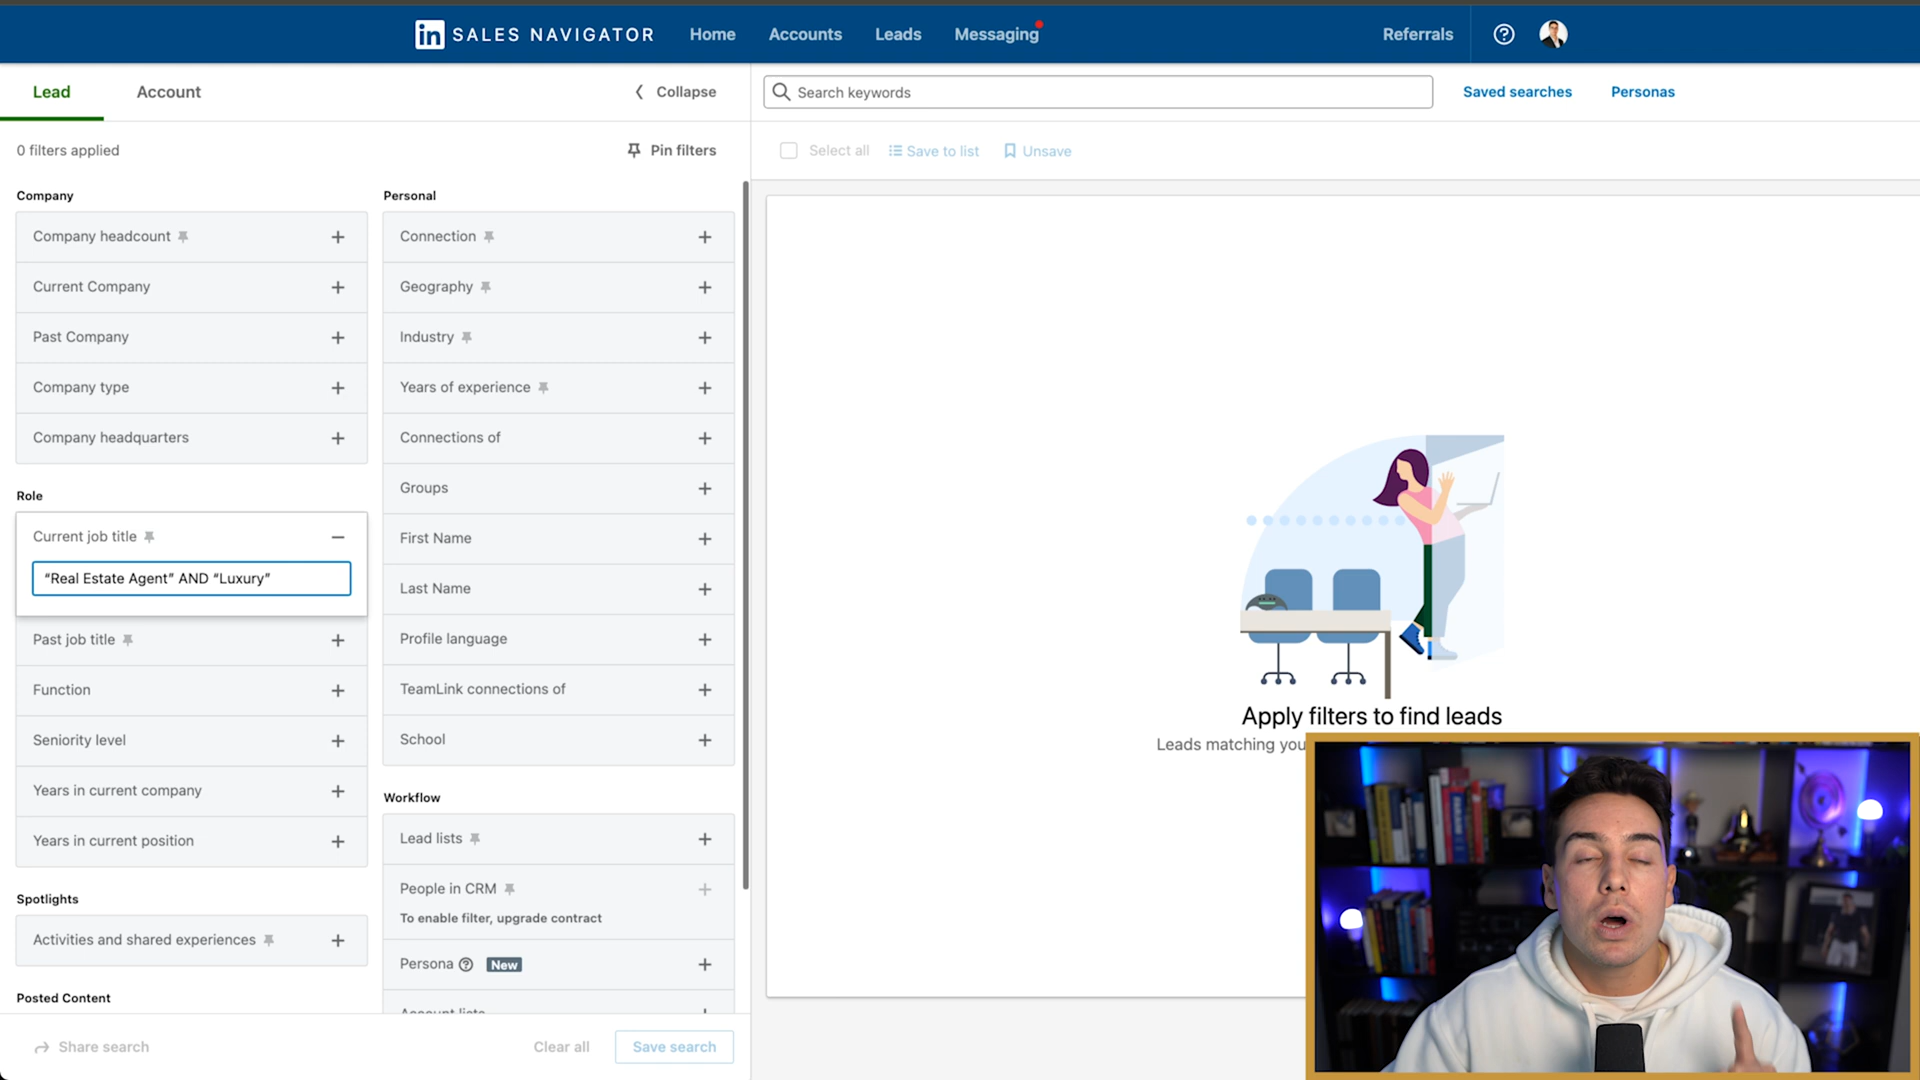 in SALES NAVIGATOR Home Accounts Leads Messaging Referrals
Lead Account Collapse
Search keywords Saved searches Personas
0 filters applied Pin filters
Select all Save to list Unsave
Company
Company headcount
Current Company
Past Company
Company type
Company headquarters
Role
Current job title
“Real Estate Agent” AND “Luxury”
Past job title
Function
Seniority level
Years in current company
Years in current position
Spotlights
Activities and shared experiences
Posted Content
Personal
Connection
Geography
Industry
Years of experience
Connections of
Groups
First Name
Last Name
Profile language
TeamLink connections of
School
Workflow
Lead lists
People in CRM
To enable filter, upgrade contract
Persona New
Share search Clear all Save search
Apply filters to find leads
Leads matching you